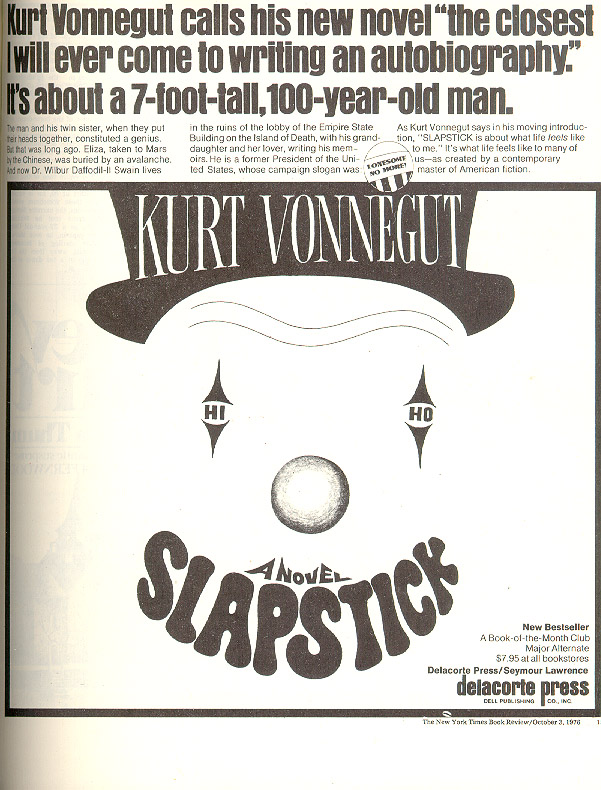 Kurt Vonnegut calls his new novel "the closest
I will ever come to writing an autobiography."
It's about a 7-foot-tall, 100-year-old man.
The man and his twin sister, when they put
their heads together, constituted a genius.
But that was long ago. Eliza, taken to Mars
by the Chinese, was buried by an avalanche.
And now Dr. Wilbur Daffodil-II Swain lives
in the ruins of the lobby of the Empire State
Building on the Island of Death, with his grand-
daughter and her lover, writing his mem-
oirs. He is a former President of the Uni-
ted States, whose campaign slogan was:
LONESOME
NO MORE!
As Kurt Vonnegut says in his moving introduc-
tion, "SLAPSTICK is about what life feels like
to me." It's what life feels like to many of
us—as created by a contemporary
master of American fiction.
KURT VONNEGUT
HI
HO
A NOVEL
SLAPSTICK
New Bestseller
A Book-of-the-Month Club
Major Alternate
$7.95 at all bookstores
Delacorte Press/Seymour Lawrence
delacorte press
DELL PUBLISHING CO., INC.
The New York Times Book Review/October 3, 1976